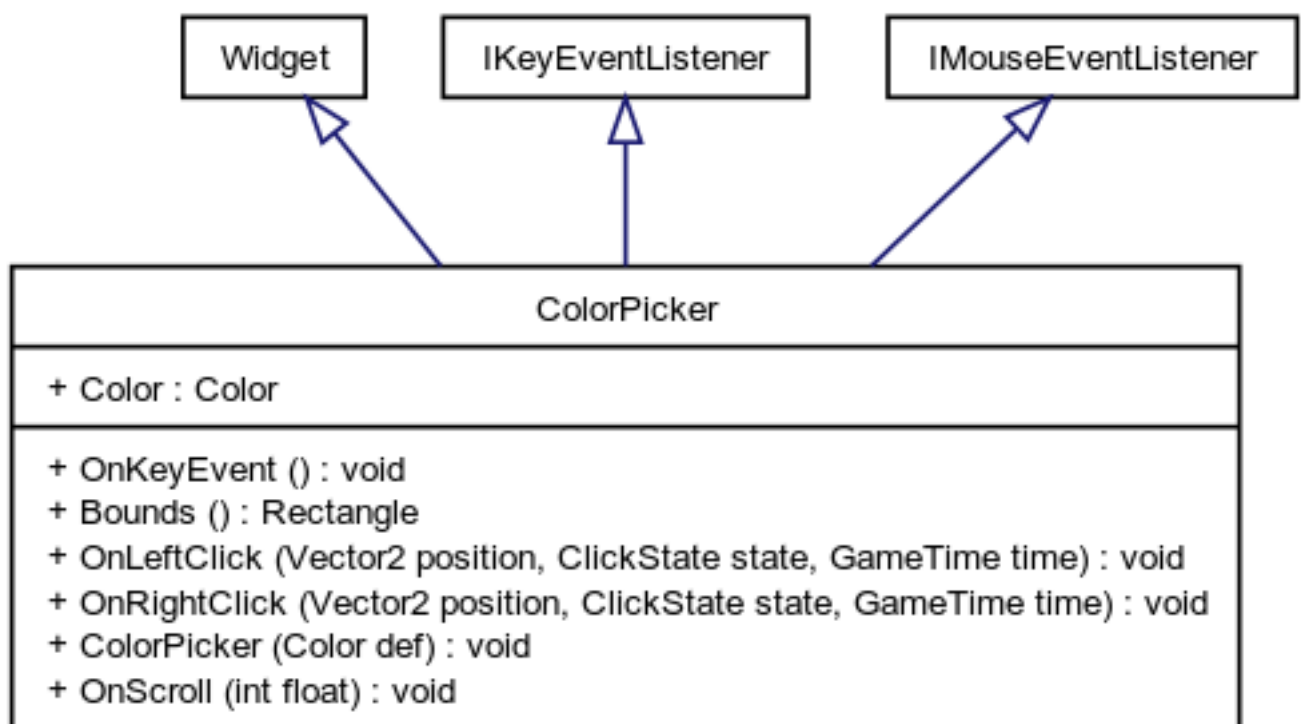 Widget
IKeyEventListener
IMouseEventListener
ColorPicker
+ Color : Color
+ OnKeyEvent () : void
+ Bounds () : Rectangle
+ OnLeftClick (Vector2 position, ClickState state, GameTime time) : void
+ OnRightClick (Vector2 position, ClickState state, GameTime time) : void
+ ColorPicker (Color def) : void
+ OnScroll (int float) : void